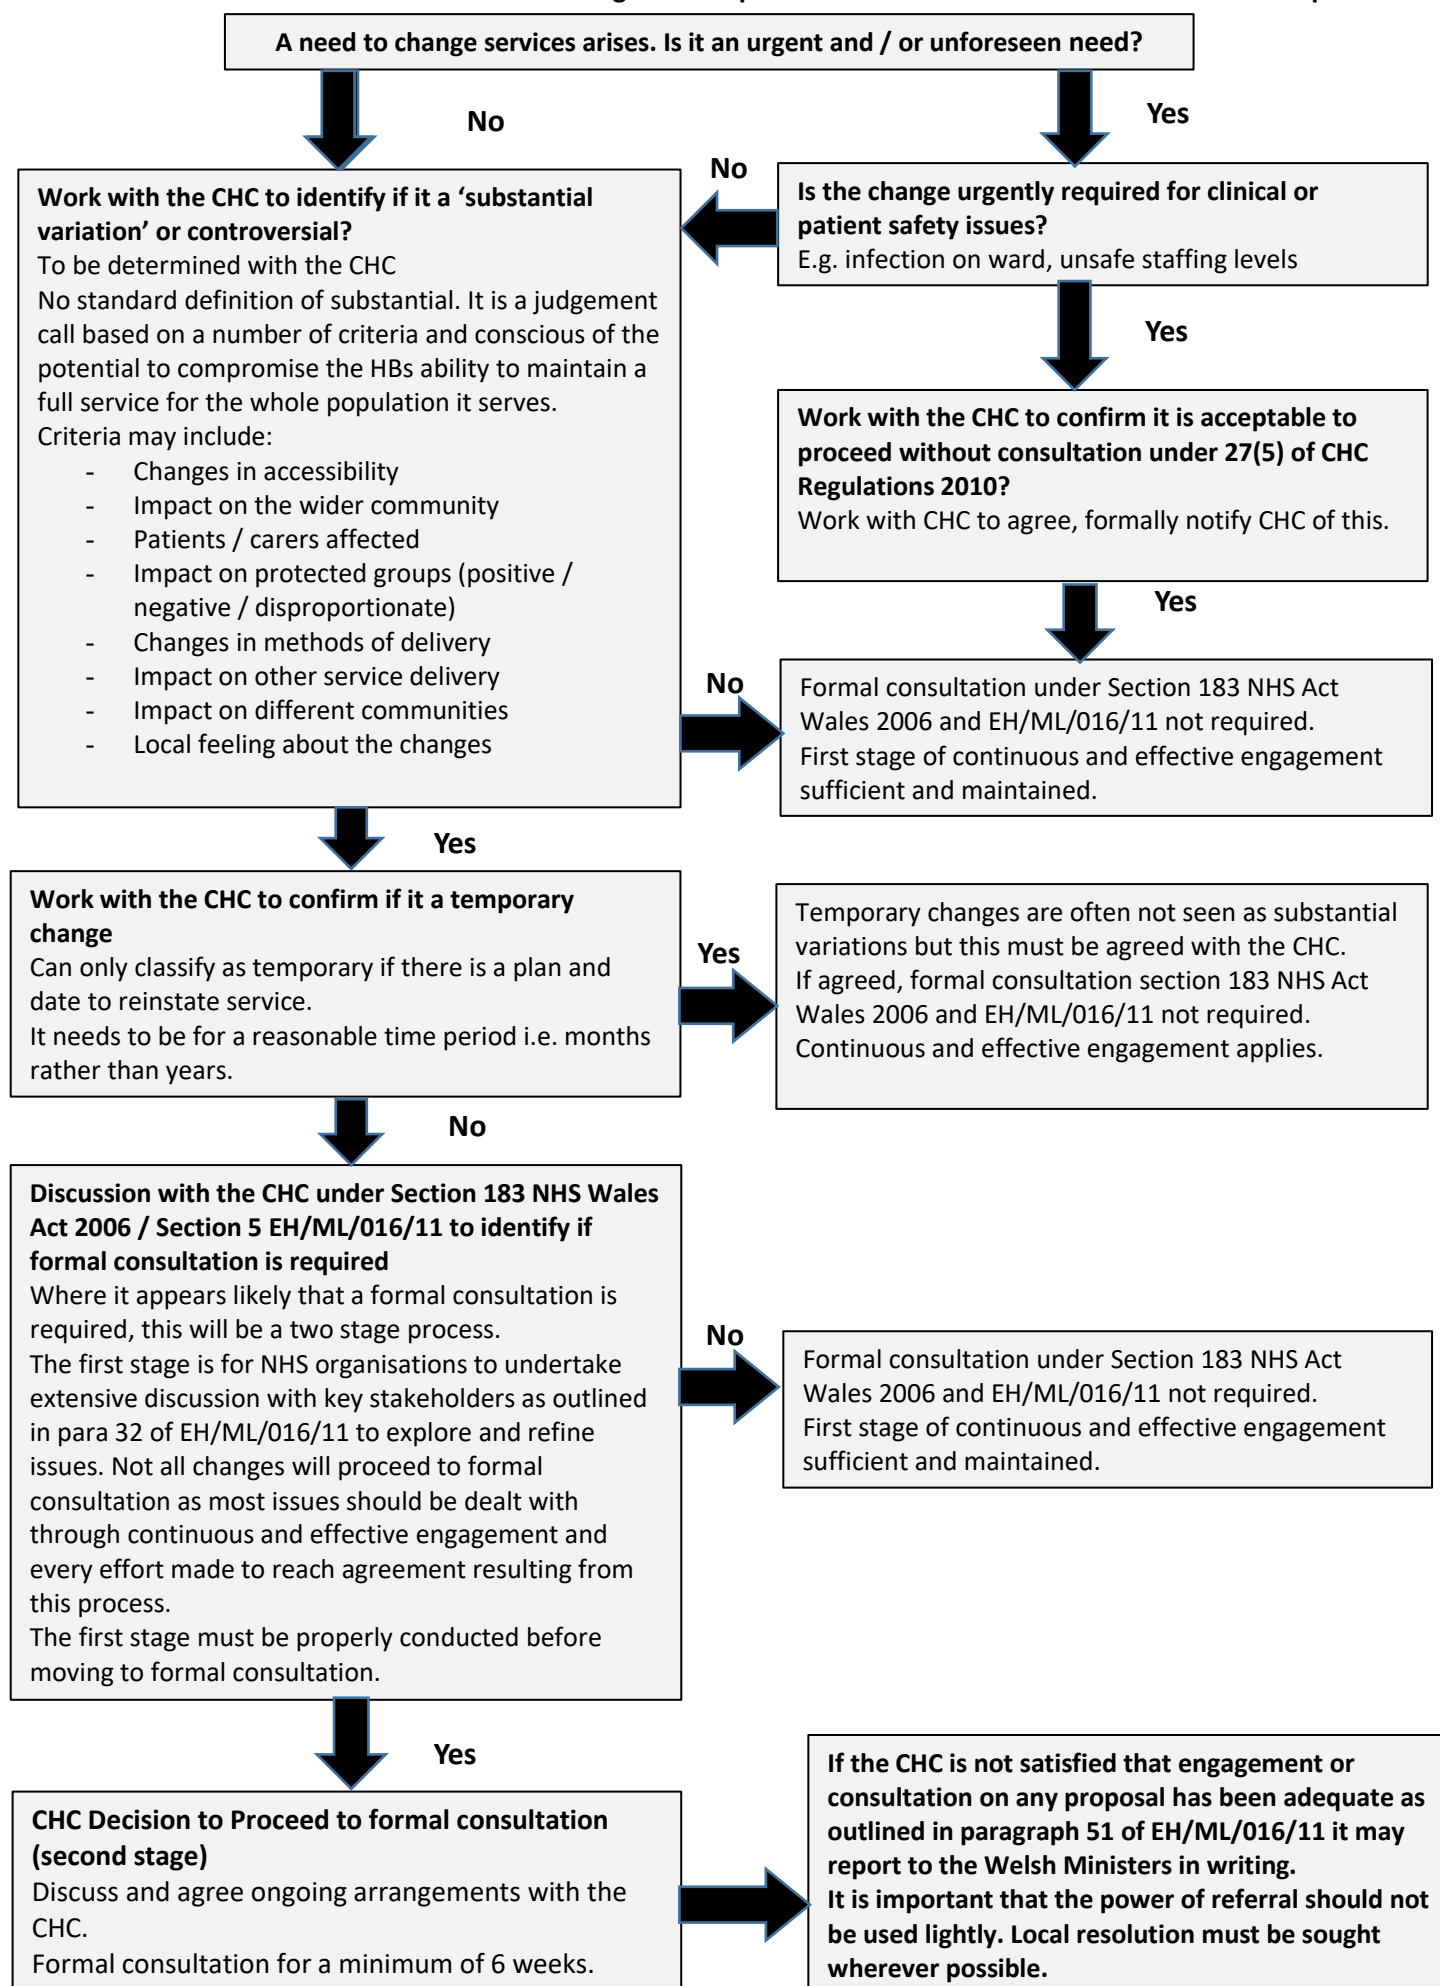 A need to change services arises. Is it an urgent and / or unforeseen need?
No
Yes
Work with the CHC to identify if it a ‘substantial
variation’ or controversial?
To be determined with the CHC
No standard definition of substantial. It is a judgement
call based on a number of criteria and conscious of the
potential to compromise the HBs ability to maintain a
full service for the whole population it serves.
Criteria may include:
- Changes in accessibility
- Impact on the wider community
- Patients / carers affected
- Impact on protected groups (positive /
negative / disproportionate)
- Changes in methods of delivery
- Impact on other service delivery
- Impact on different communities
- Local feeling about the changes
No
Is the change urgently required for clinical or
patient safety issues?
E.g. infection on ward, unsafe staffing levels
Yes
Work with the CHC to confirm it is acceptable to
proceed without consultation under 27(5) of CHC
Regulations 2010?
Work with CHC to agree, formally notify CHC of this.
Yes
No
Formal consultation under Section 183 NHS Act
Wales 2006 and EH/ML/016/11 not required.
First stage of continuous and effective engagement
sufficient and maintained.
Yes
Work with the CHC to confirm if it a temporary
change
Can only classify as temporary if there is a plan and
date to reinstate service.
It needs to be for a reasonable time period i.e. months
rather than years.
Yes
Temporary changes are often not seen as substantial
variations but this must be agreed with the CHC.
If agreed, formal consultation section 183 NHS Act
Wales 2006 and EH/ML/016/11 not required.
Continuous and effective engagement applies.
No
Discussion with the CHC under Section 183 NHS Wales
Act 2006 / Section 5 EH/ML/016/11 to identify if
formal consultation is required
Where it appears likely that a formal consultation is
required, this will be a two stage process.
The first stage is for NHS organisations to undertake
extensive discussion with key stakeholders as outlined
in para 32 of EH/ML/016/11 to explore and refine
issues. Not all changes will proceed to formal
consultation as most issues should be dealt with
through continuous and effective engagement and
every effort made to reach agreement resulting from
this process.
The first stage must be properly conducted before
moving to formal consultation.
No
Formal consultation under Section 183 NHS Act
Wales 2006 and EH/ML/016/11 not required.
First stage of continuous and effective engagement
sufficient and maintained.
Yes
CHC Decision to Proceed to formal consultation
(second stage)
Discuss and agree ongoing arrangements with the
CHC.
Formal consultation for a minimum of 6 weeks.
If the CHC is not satisfied that engagement or
consultation on any proposal has been adequate as
outlined in paragraph 51 of EH/ML/016/11 it may
report to the Welsh Ministers in writing.
It is important that the power of referral should not
be used lightly. Local resolution must be sought
wherever possible.